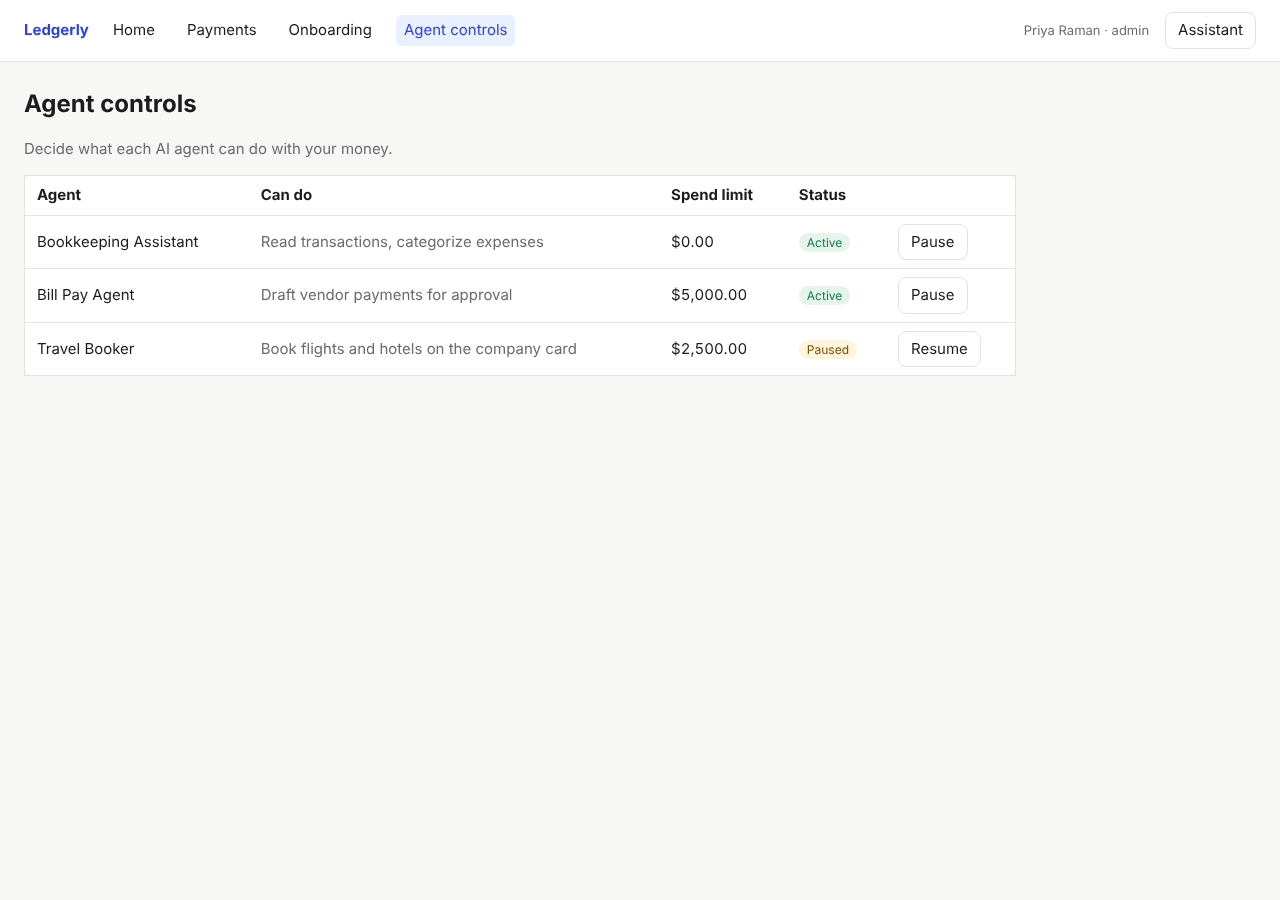 Ledgerly Home Payments Onboarding Agent controls Priya Raman · admin Assistant
Agent controls
Decide what each AI agent can do with your money.
Agent Can do Spend limit Status
Bookkeeping Assistant Read transactions, categorize expenses $0.00 Active Pause
Bill Pay Agent Draft vendor payments for approval $5,000.00 Active Pause
Travel Booker Book flights and hotels on the company card $2,500.00 Paused Resume